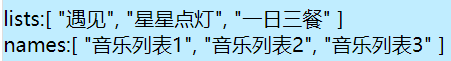 lists:[ "遇见", "星星点灯", "一日三餐" ]
names:[ "音乐列表1", "音乐列表2", "音乐列表3" ]